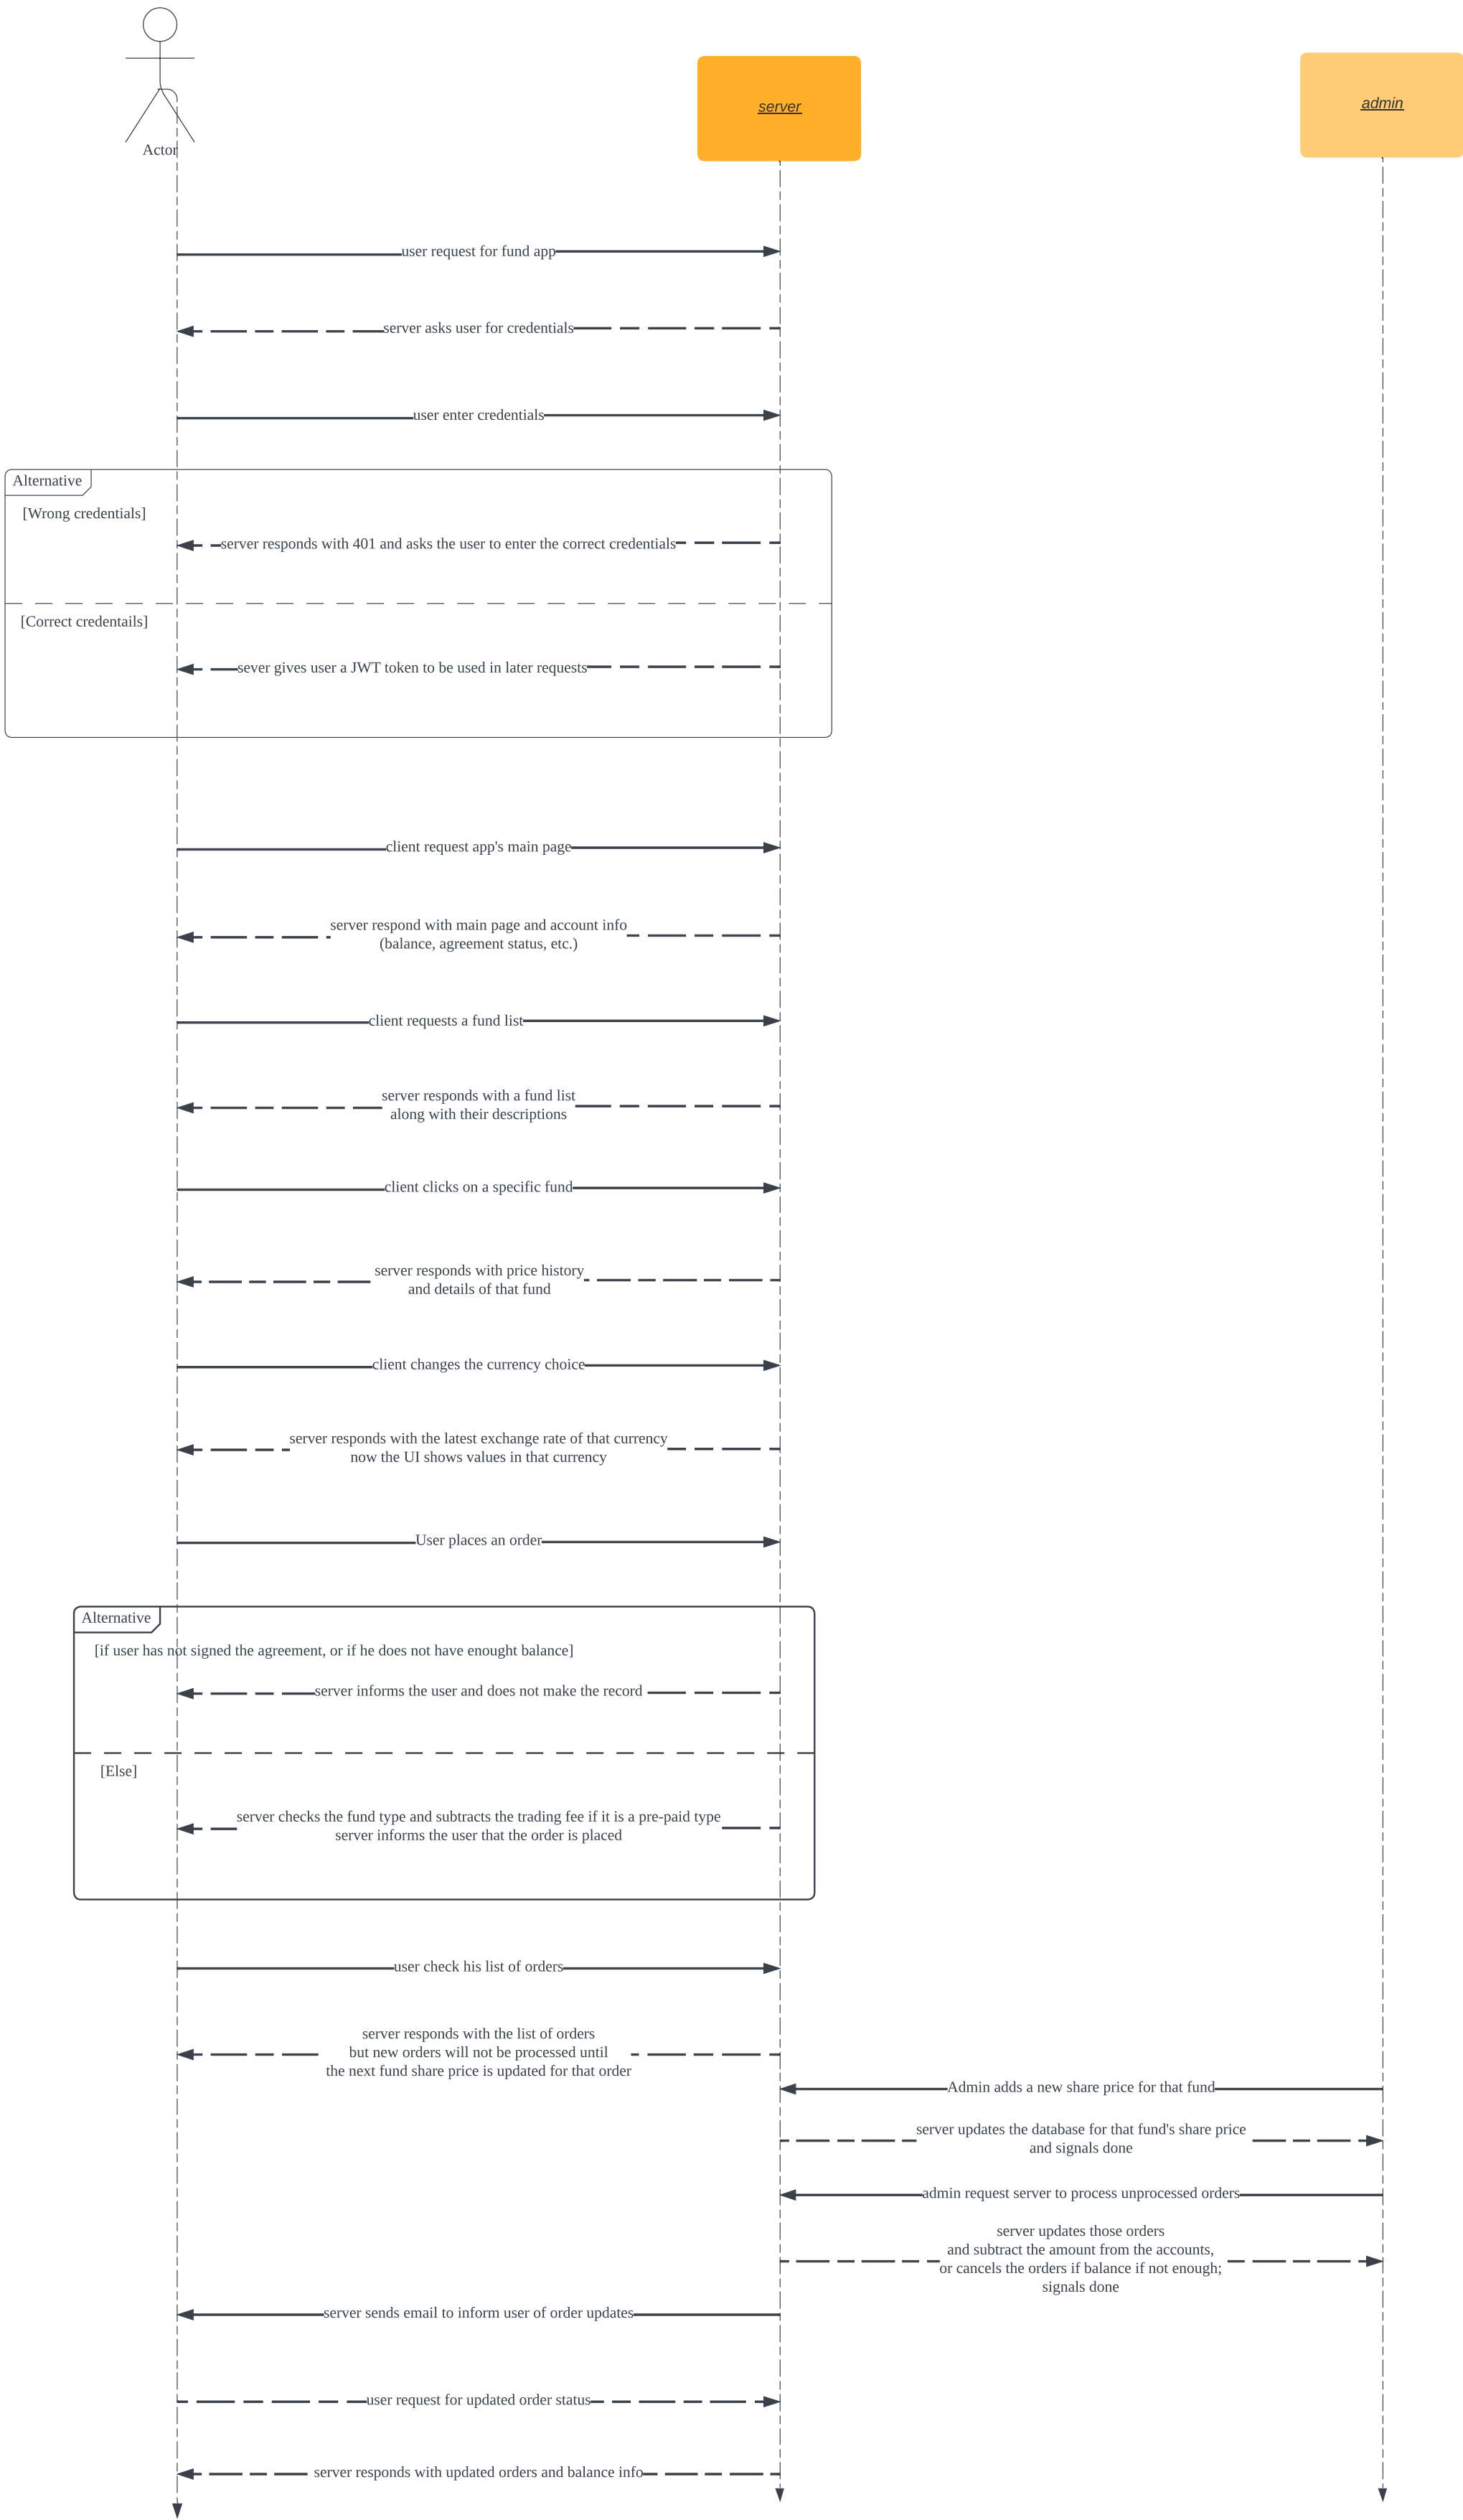 server
admin
Actor
user request for fund app
server asks user for credentials
user enter credentials
Alternative
[Wrong credentials]
server responds with 401 and asks the user to enter the correct credentials
[Correct credentails]
sever gives user a JWT token to be used in later requests
client request app's main page
server respond with main page and account info
(balance, agreement status, etc.)
client requests a fund list
server responds with a fund list
along with their descriptions
client clicks on a specific fund
server responds with price history
and details of that fund
client changes the currency choice
server responds with the latest exchange rate of that currency
now the UI shows values in that currency
User places an order
Alternative
[if user has not signed the agreement, or if he does not have enought balance]
server informs the user and does not make the record
[Else]
server checks the fund type and subtracts the trading fee if it is a pre-paid type
server informs the user that the order is placed
user check his list of orders
server responds with the list of orders
but new orders will not be processed until
the next fund share price is updated for that order
Admin adds a new share price for that fund
server updates the database for that fund's share price
and signals done
admin request server to process unprocessed orders
server updates those orders
and subtract the amount from the accounts,
or cancels the orders if balance if not enough;
signals done
server sends email to inform user of order updates
user request for updated order status
server responds with updated orders and balance info